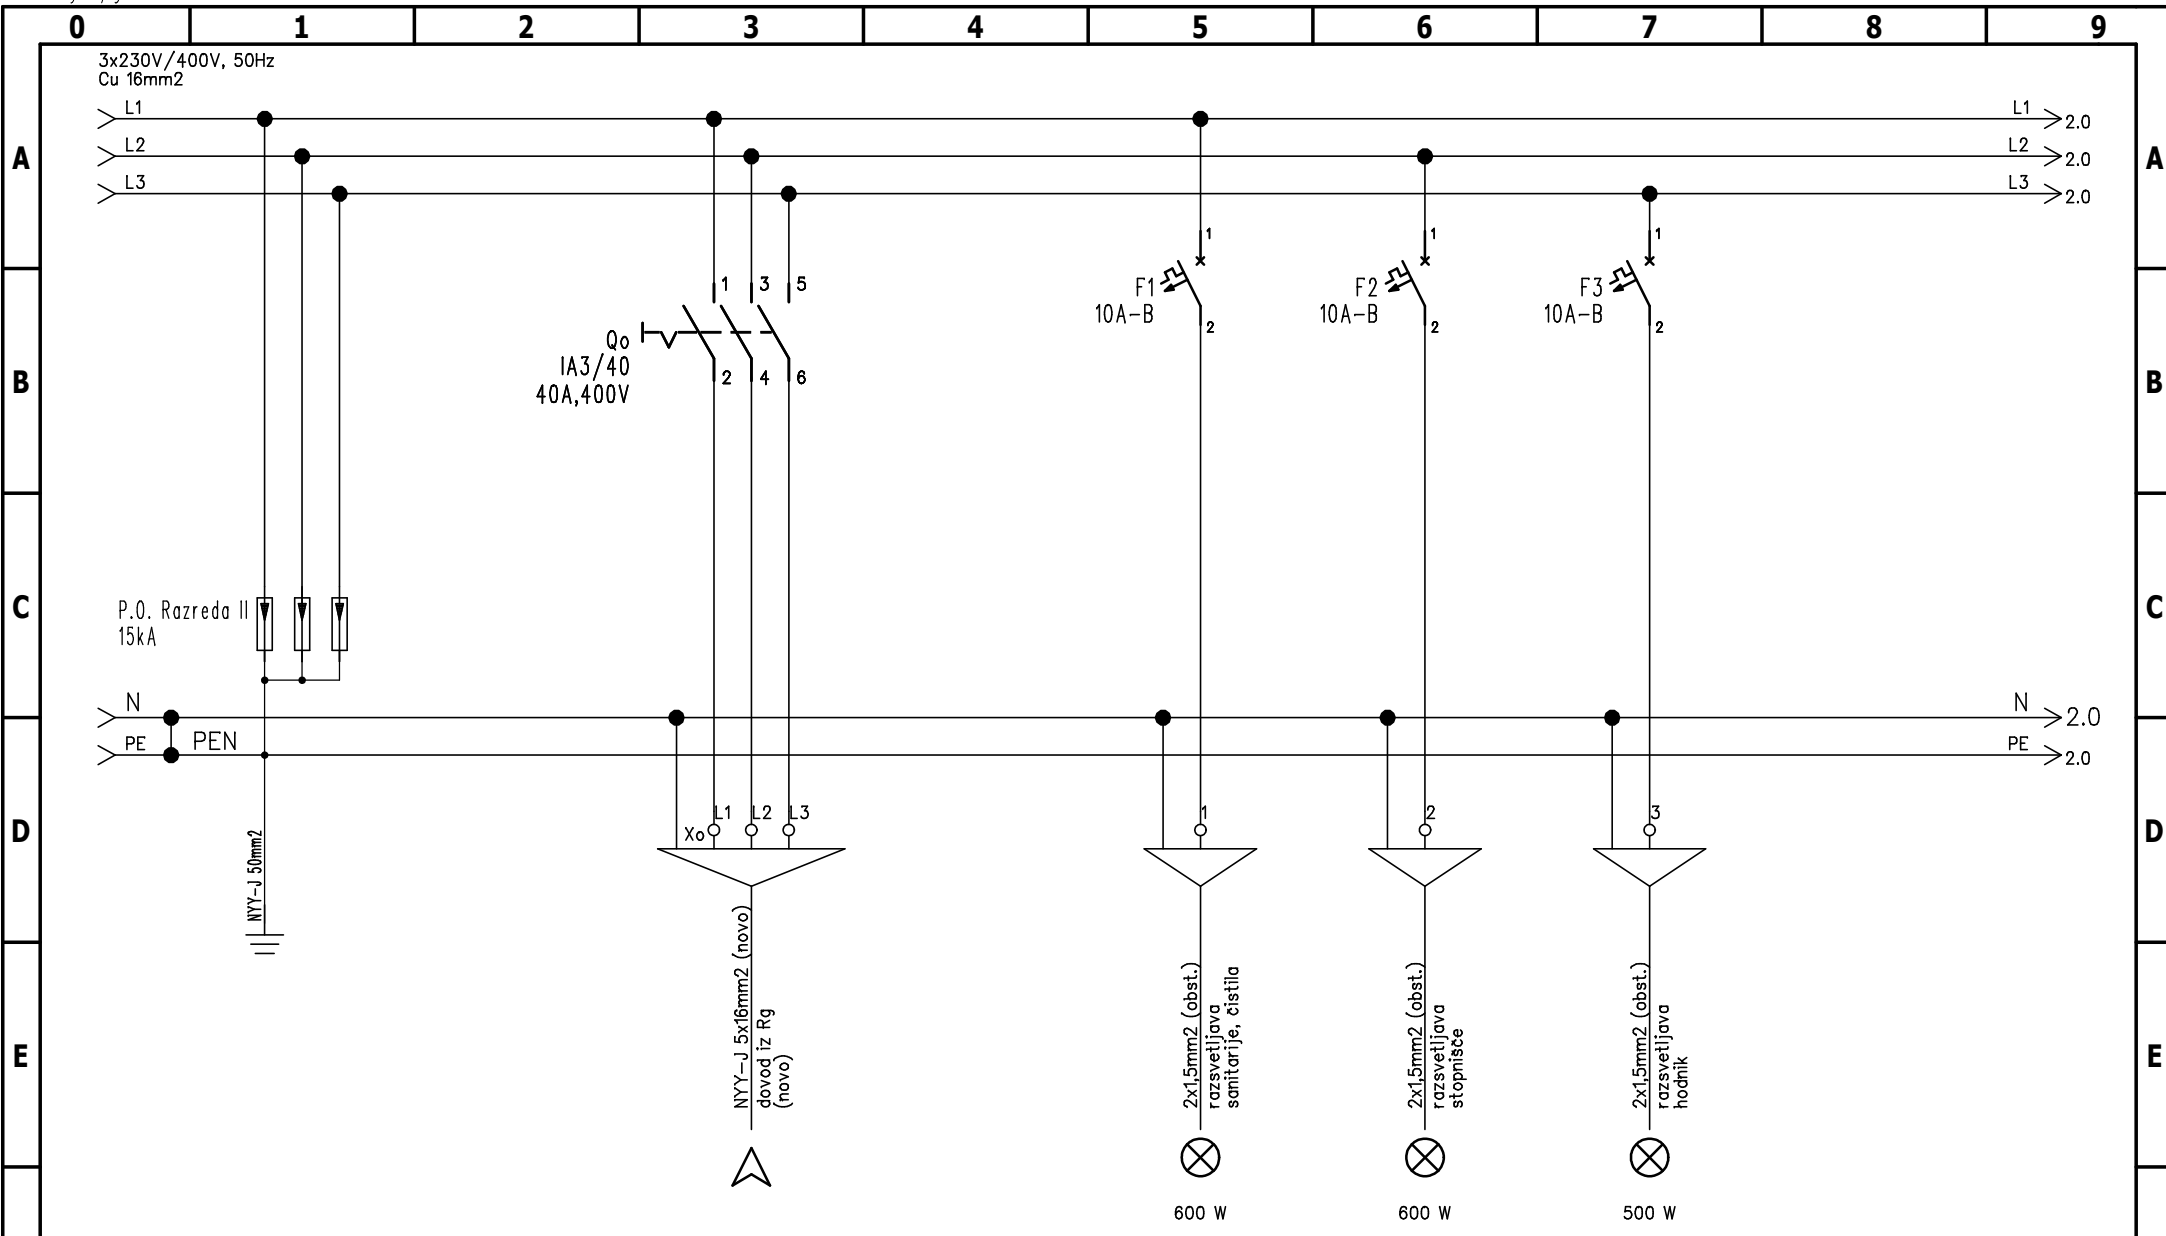 0 1 2 3 4 5 6 7 8 9
3x230V/400V, 50Hz
Cu 16mm2
L1 L1 2.0
A L2 L2 2.0 A
L3 L3 2.0
1 1 1
1 3 5
F1 F2 F3
10A-B 10A-B 10A-B
2 2 2
Qo
IA3/40
40A,400V
2 4 6
B B
C C
P.O. Razreda II
15kA
N N 2.0
PE PEN PE 2.0
Xo L1 L2 L3 1 2 3
D D
NYY-J 50mm2
NYY-J 5x16mm2 (novo)
dovod iz Rg
(novo)
2x1,5mm2 (obst.)
razsvetljava
sanitarije, čistila
2x1,5mm2 (obst.)
razsvetljava
stopnišče
2x1,5mm2 (obst.)
razsvetljava
hodnik
E E
600 W 600 W 500 W